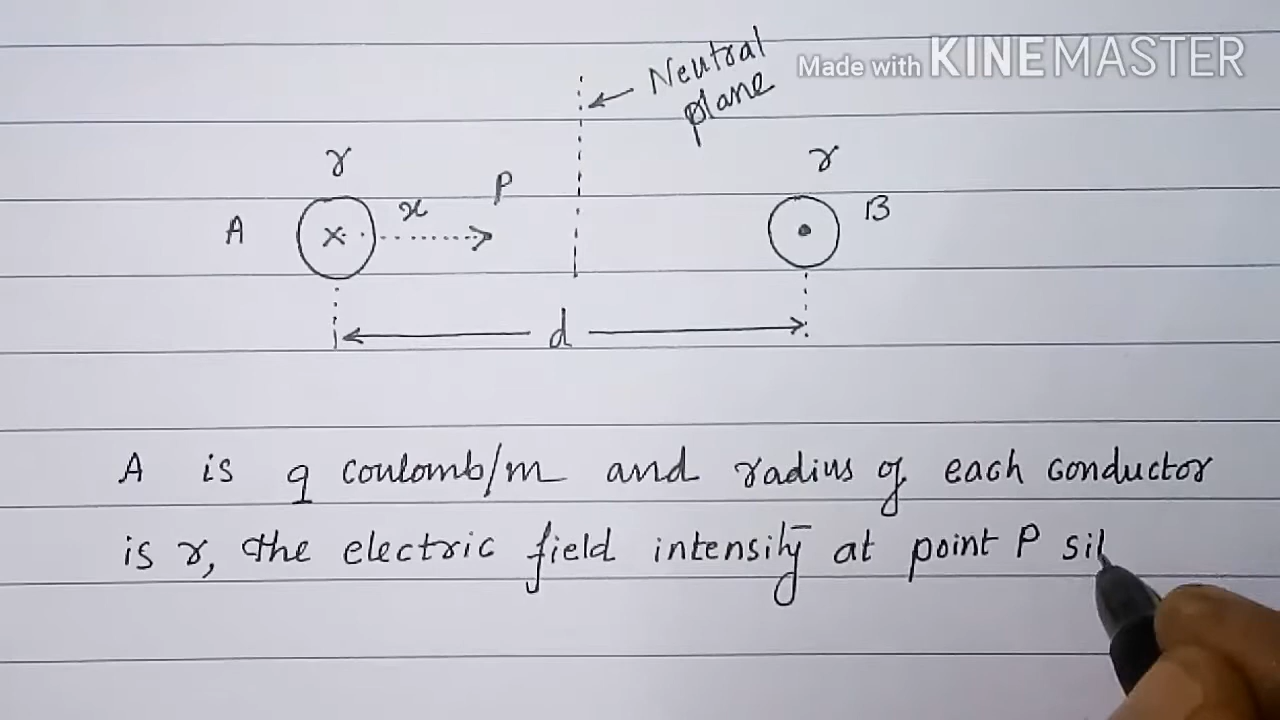 Made with KINEMASTER
Neutral
plane
r
r
A
x
P
B
d
A is q coulomb/m and radius of each conductor
is r, the electric field intensity at point P sit